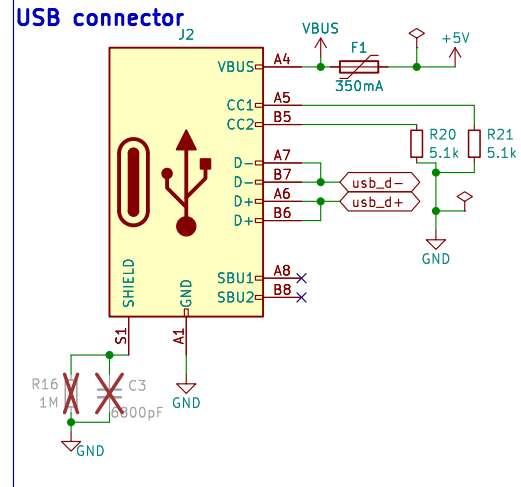 USB connector
J2
VBUS
VBUS A4
F1
350mA
+5V
CC1 A5
CC2 B5
R20
5.1k
R21
5.1k
D- A7
D- B7
usb_d-
D+ A6
usb_d+
D+ B6
GND
SBU1 A8
SBU2 B8
SHIELD
GND
S1
A1
R16
1M
C3
6800pF
GND
GND